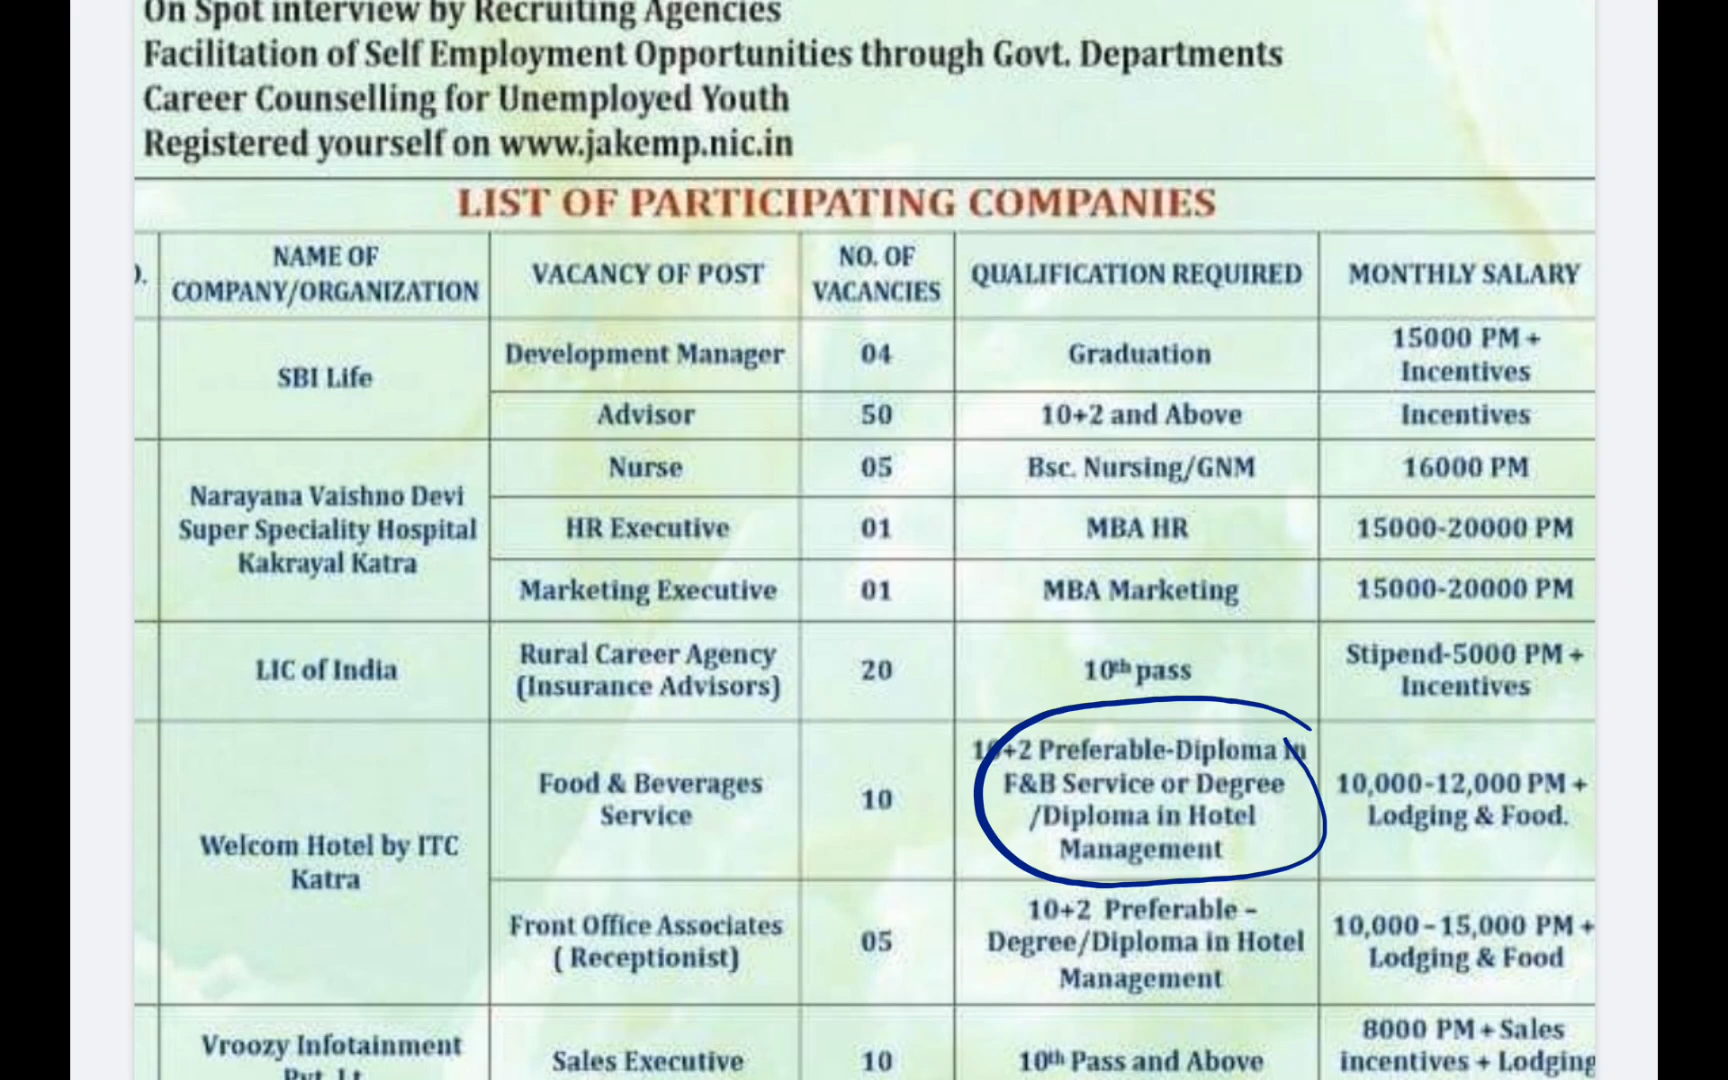 On Spot interview by Recruiting Agencies
Facilitation of Self Employment Opportunities through Govt. Departments
Career Counselling for Unemployed Youth
Registered yourself on www.jakemp.nic.in
LIST OF PARTICIPATING COMPANIES
NAME OF
COMPANY/ORGANIZATION
VACANCY OF POST
NO. OF
VACANCIES
QUALIFICATION REQUIRED
MONTHLY SALARY
SBI Life
Development Manager
04
Graduation
15000 PM +
Incentives
Advisor
50
10+2 and Above
Incentives
Narayana Vaishno Devi
Super Speciality Hospital
Kakrayal Katra
Nurse
05
Bsc. Nursing/GNM
16000 PM
HR Executive
01
MBA HR
15000-20000 PM
Marketing Executive
01
MBA Marketing
15000-20000 PM
LIC of India
Rural Career Agency
(Insurance Advisors)
20
10th pass
Stipend-5000 PM +
Incentives
Welcom Hotel by ITC
Katra
Food & Beverages
Service
10
10+2 Preferable-Diploma in
F&B Service or Degree
/Diploma in Hotel
Management
10,000-12,000 PM +
Lodging & Food.
Front Office Associates
( Receptionist)
05
10+2 Preferable –
Degree/Diploma in Hotel
Management
10,000–15,000 PM +
Lodging & Food
Vroozy Infotainment
Sales Executive
10
10th Pass and Above
8000 PM + Sales
incentives + Lodging